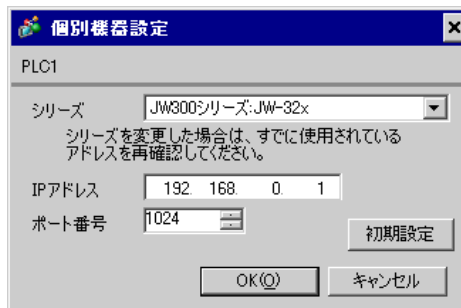 個別機器設定
PLC1
シリーズ JW300シリーズ:JW-32x
シリーズを変更した場合は、すでに使用されている
アドレスを再確認してください。
IPアドレス 192. 168. 0. 1
ポート番号 1024
初期設定
OK(O) キャンセル